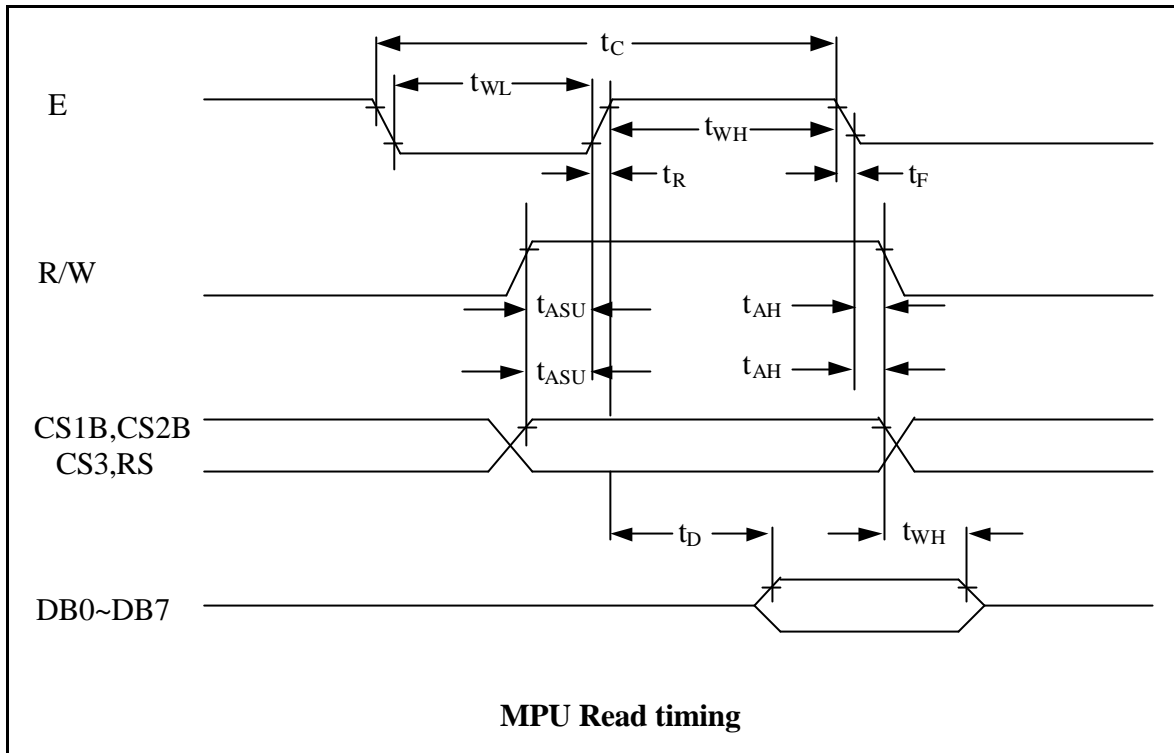 tC
tWL
E
tWH
tR
tF
R/W
tASU
tAH
tASU
tAH
CS1B,CS2B
CS3,RS
tD
tWH
DB0~DB7
MPU Read timing